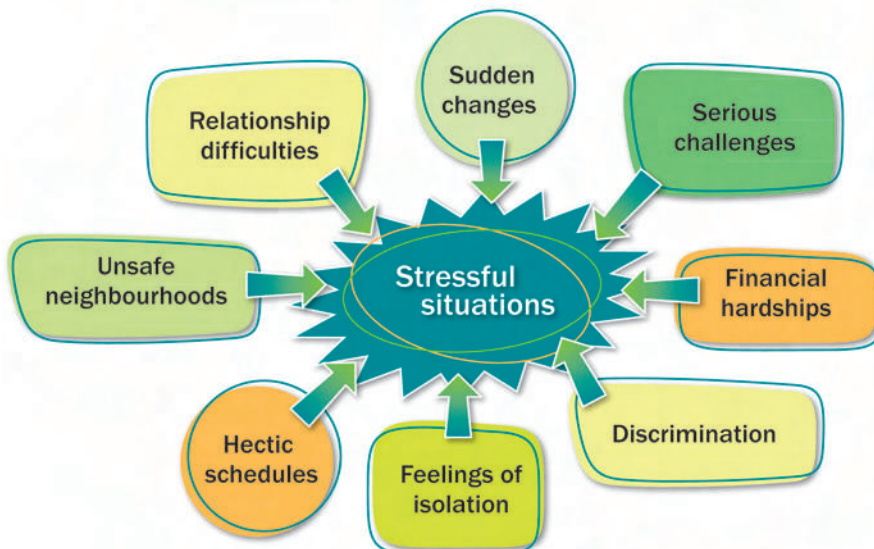 Sudden
changes
Relationship
difficulties
Serious
challenges
Unsafe
neighbourhoods
Stressful
situations
Financial
hardships
Hectic
schedules
Feelings of
isolation
Discrimination